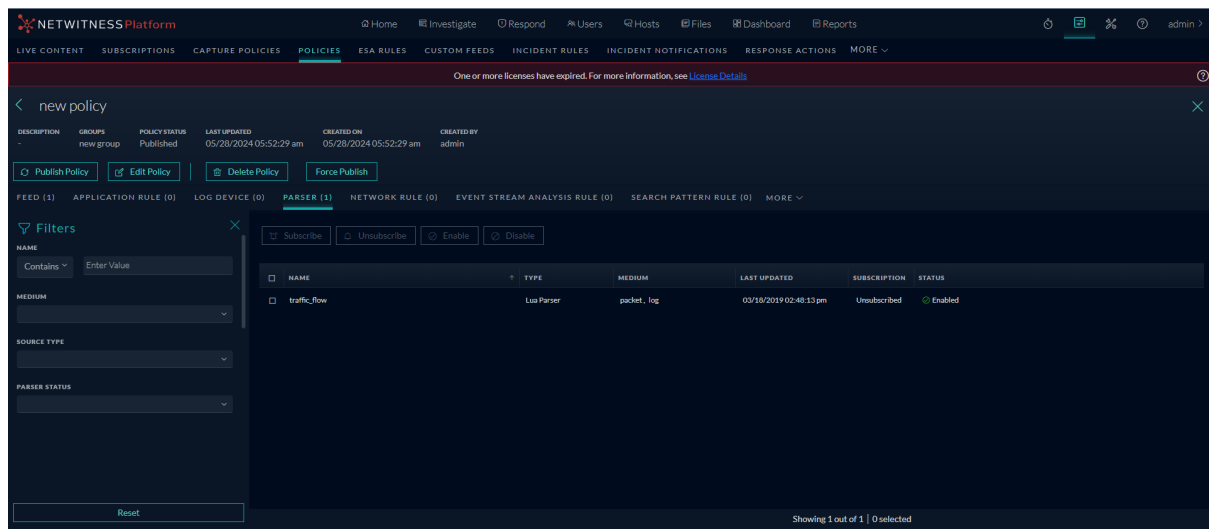 NETWITNESS Platform
Home Investigate Respond Users Hosts Files Dashboard Reports admin >
LIVE CONTENT SUBSCRIPTIONS CAPTURE POLICIES POLICIES ESA RULES CUSTOM FEEDS INCIDENT RULES INCIDENT NOTIFICATIONS RESPONSE ACTIONS MORE
One or more licenses have expired. For more information, see License Details
new policy
DESCRIPTION GROUPS POLICY STATUS LAST UPDATED CREATED ON CREATED BY
- new group Published 05/28/2024 05:52:29 am 05/28/2024 05:52:29 am admin
Publish Policy Edit Policy Delete Policy Force Publish
FEED (1) APPLICATION RULE (0) LOG DEVICE (0) PARSER (1) NETWORK RULE (0) EVENT STREAM ANALYSIS RULE (0) SEARCH PATTERN RULE (0) MORE
Filters
Subscribe Unsubscribe Enable Disable
NAME
Contains Enter Value
NAME TYPE MEDIUM LAST UPDATED SUBSCRIPTION STATUS
MEDIUM
traffic_flow Lua Parser packet , log 03/18/2019 02:48:13 pm Unsubscribed Enabled
SOURCE TYPE
PARSER STATUS
Reset
Showing 1 out of 1 | 0 selected